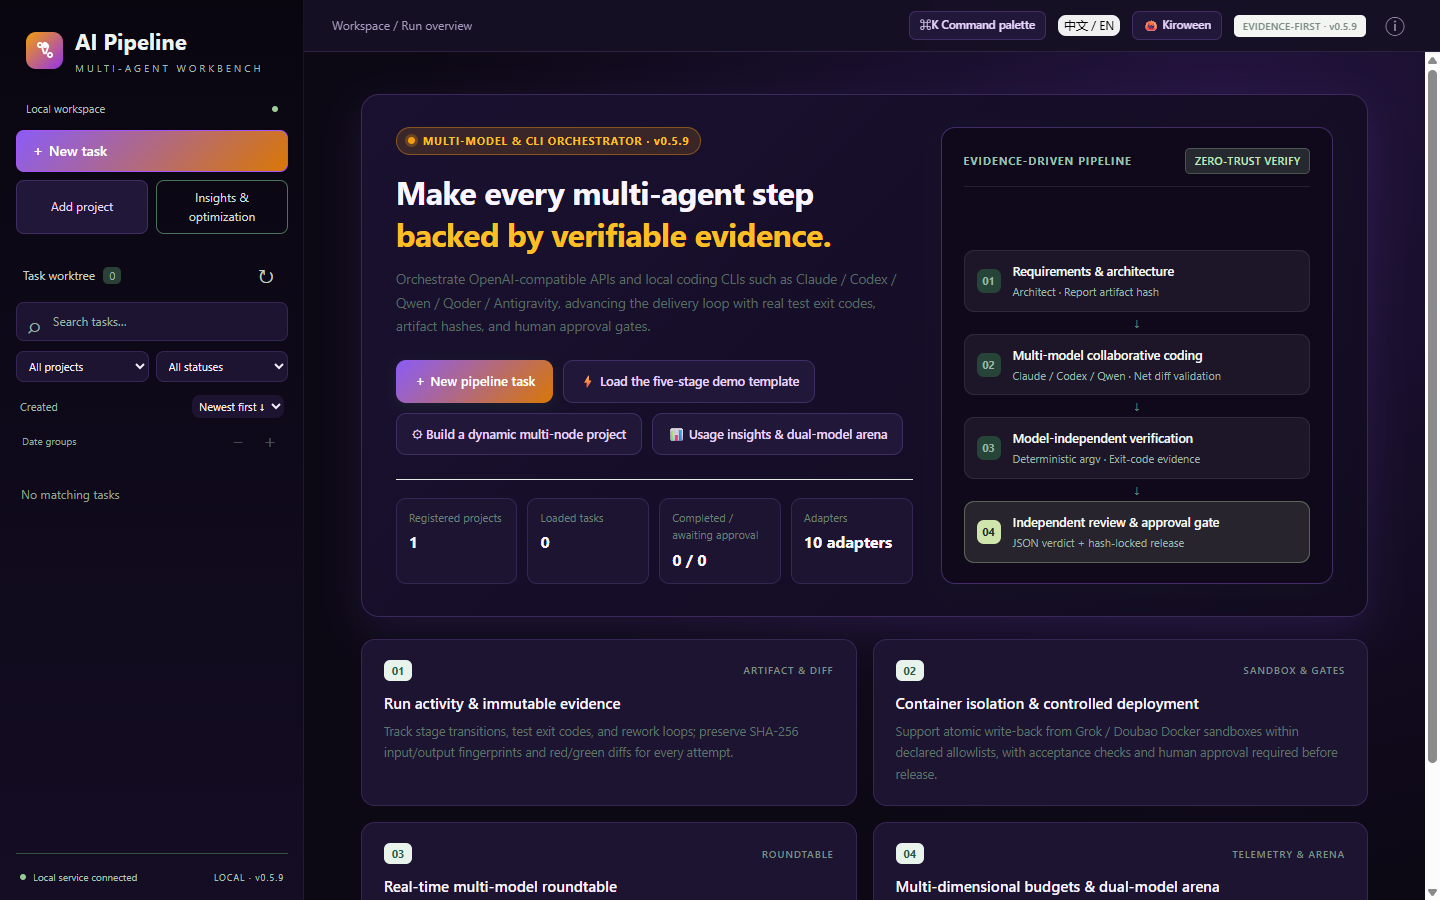 AI Pipeline
MULTI-AGENT WORKBENCH
Local workspace
+ New task
Add project
Insights &
optimization
Task worktree 0
Search tasks...
All projects
All statuses
Created
Newest first ↓
Date groups
No matching tasks
Local service connected
LOCAL · v0.5.9
Workspace / Run overview
⌘K Command palette
中文 / EN
Kiroween
EVIDENCE-FIRST · v0.5.9
MULTI-MODEL & CLI ORCHESTRATOR · v0.5.9
Make every multi-agent step
backed by verifiable evidence.
Orchestrate OpenAI-compatible APIs and local coding CLIs such as Claude / Codex /
Qwen / Qoder / Antigravity, advancing the delivery loop with real test exit codes,
artifact hashes, and human approval gates.
+ New pipeline task
Load the five-stage demo template
Build a dynamic multi-node project
Usage insights & dual-model arena
Registered projects
1
Loaded tasks
0
Completed /
awaiting approval
0 / 0
Adapters
10 adapters
EVIDENCE-DRIVEN PIPELINE
ZERO-TRUST VERIFY
01
Requirements & architecture
Architect · Report artifact hash
↓
02
Multi-model collaborative coding
Claude / Codex / Qwen · Net diff validation
↓
03
Model-independent verification
Deterministic argv · Exit-code evidence
↓
04
Independent review & approval gate
JSON verdict + hash-locked release
01
ARTIFACT & DIFF
Run activity & immutable evidence
Track stage transitions, test exit codes, and rework loops; preserve SHA-256
input/output fingerprints and red/green diffs for every attempt.
02
SANDBOX & GATES
Container isolation & controlled deployment
Support atomic write-back from Grok / Doubao Docker sandboxes within
declared allowlists, with acceptance checks and human approval required before
release.
03
ROUNDTABLE
Real-time multi-model roundtable
04
TELEMETRY & ARENA
Multi-dimensional budgets & dual-model arena